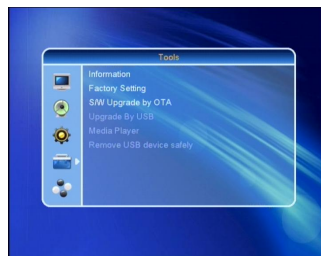 Tools
Information
Factory Setting
S/W Upgrade by OTA
Upgrade By USB
Media Player
Remove USB device safely